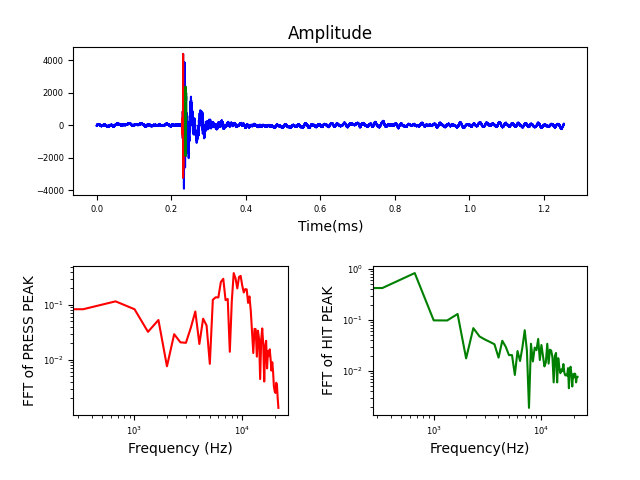 Amplitude
4000
2000
0
−2000
−4000
0.0 0.2 0.4 0.6 0.8 1.0 1.2
Time(ms)
FFT of PRESS PEAK
10⁻¹
10⁻²
10³ 10⁴
Frequency (Hz)
FFT of HIT PEAK
10⁰
10⁻¹
10⁻²
10³ 10⁴
Frequency(Hz)